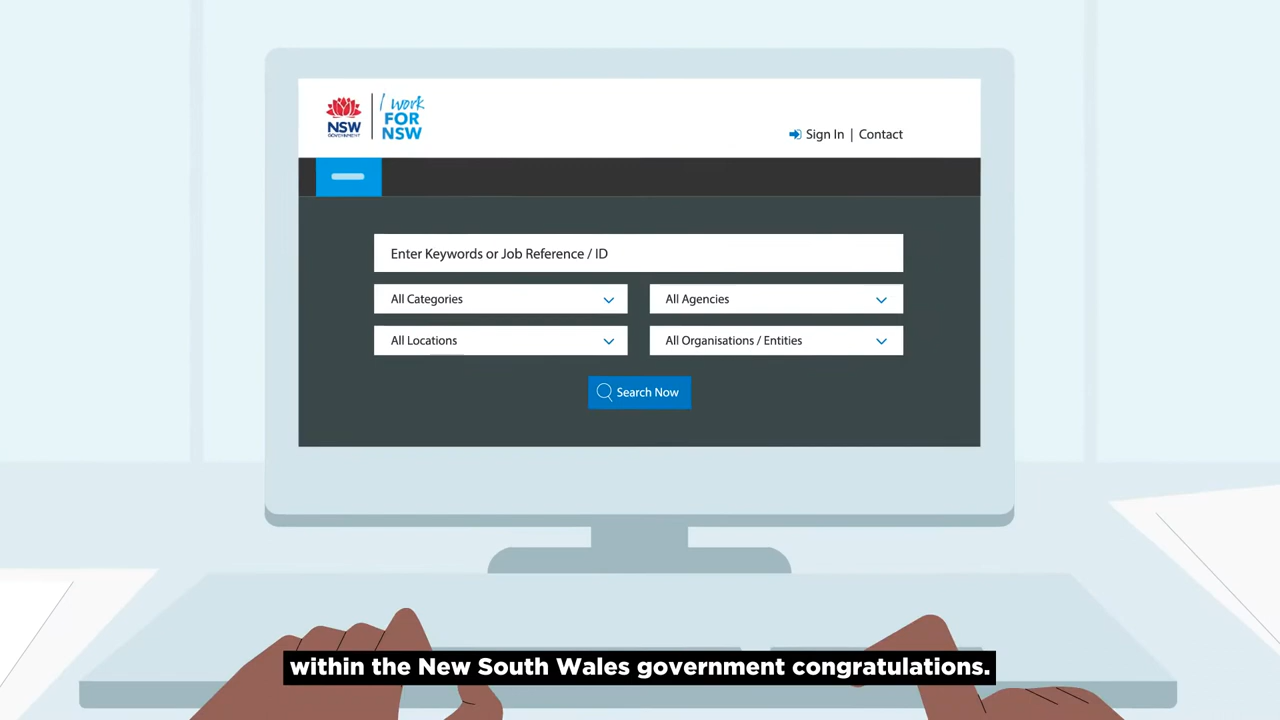 I work
FOR
NSW
NSW
GOVERNMENT
Sign In | Contact
Enter Keywords or Job Reference / ID
All Categories
All Agencies
All Locations
All Organisations / Entities
Search Now
within the New South Wales government congratulations.